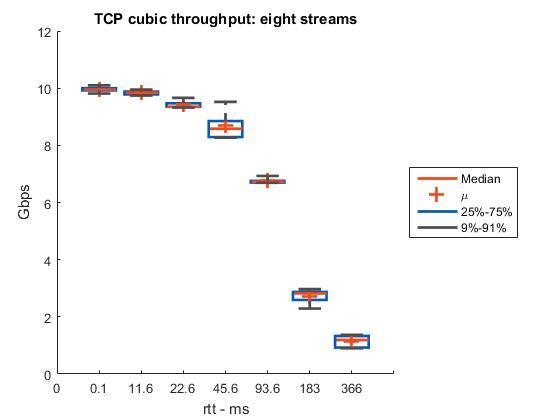 TCP cubic throughput: eight streams
12
10
8
6
4
2
0
Gbps
0 0.1 11.6 22.6 45.6 93.6 183 366
rtt - ms
Median
μ
25%-75%
9%-91%